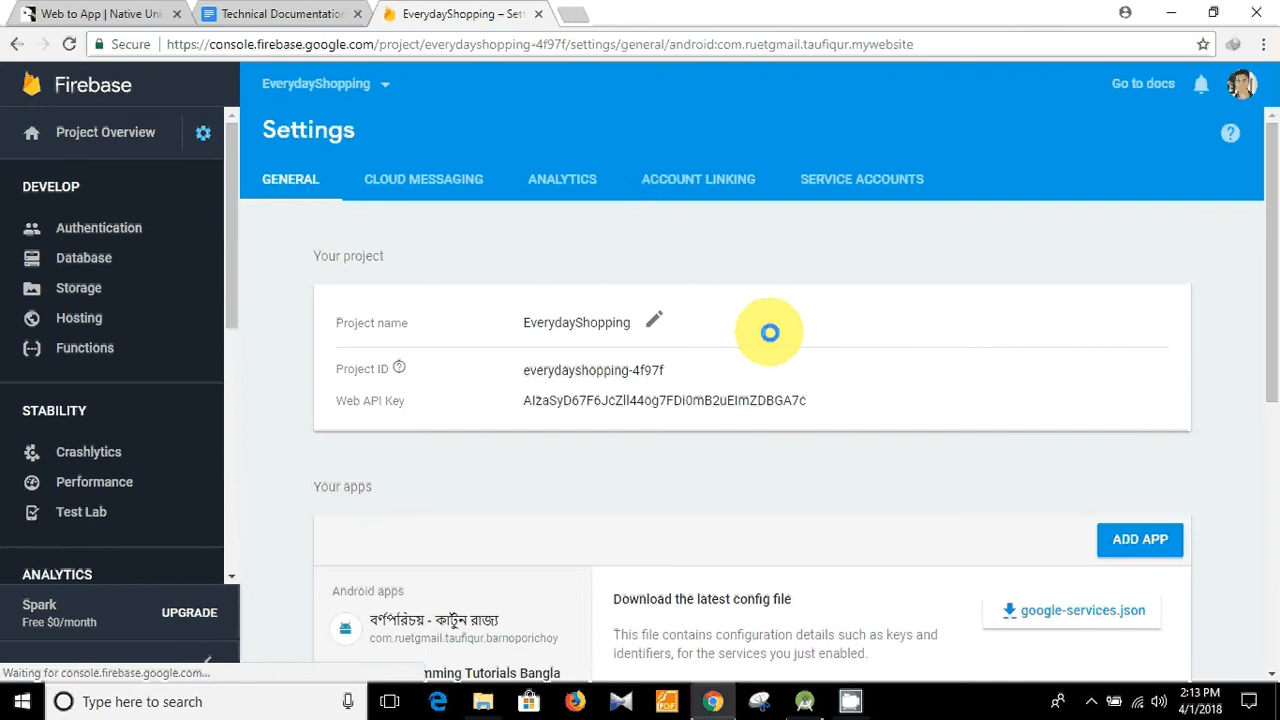 Web to App | Native Uni
Technical Documentation
EverydayShopping – Sett
Secure
https://console.firebase.google.com/project/everydayshopping-4f97f/settings/general/android:com.ruetgmail.taufiqur.mywebsite
Firebase
EverydayShopping
Go to docs
Project Overview
Settings
GENERAL
CLOUD MESSAGING
ANALYTICS
ACCOUNT LINKING
SERVICE ACCOUNTS
DEVELOP
Authentication
Database
Storage
Hosting
Functions
Your project
Project name
EverydayShopping
Project ID
everydayshopping-4f97f
Web API Key
AIzaSyD67F6JcZll44og7FDi0mB2uEImZDBGA7c
STABILITY
Crashlytics
Performance
Test Lab
Your apps
ADD APP
ANALYTICS
Spark
Free $0/month
UPGRADE
Android apps
বর্ণপরিচয় - কার্টুন রাজ্য
com.ruetgmail.taufiqur.barnoporichoy
mming Tutorials Bangla
Download the latest config file
google-services.json
This file contains configuration details such as keys and
identifiers, for the services you just enabled.
Waiting for console.firebase.google.com...
Type here to search
2:13 PM
4/1/2018